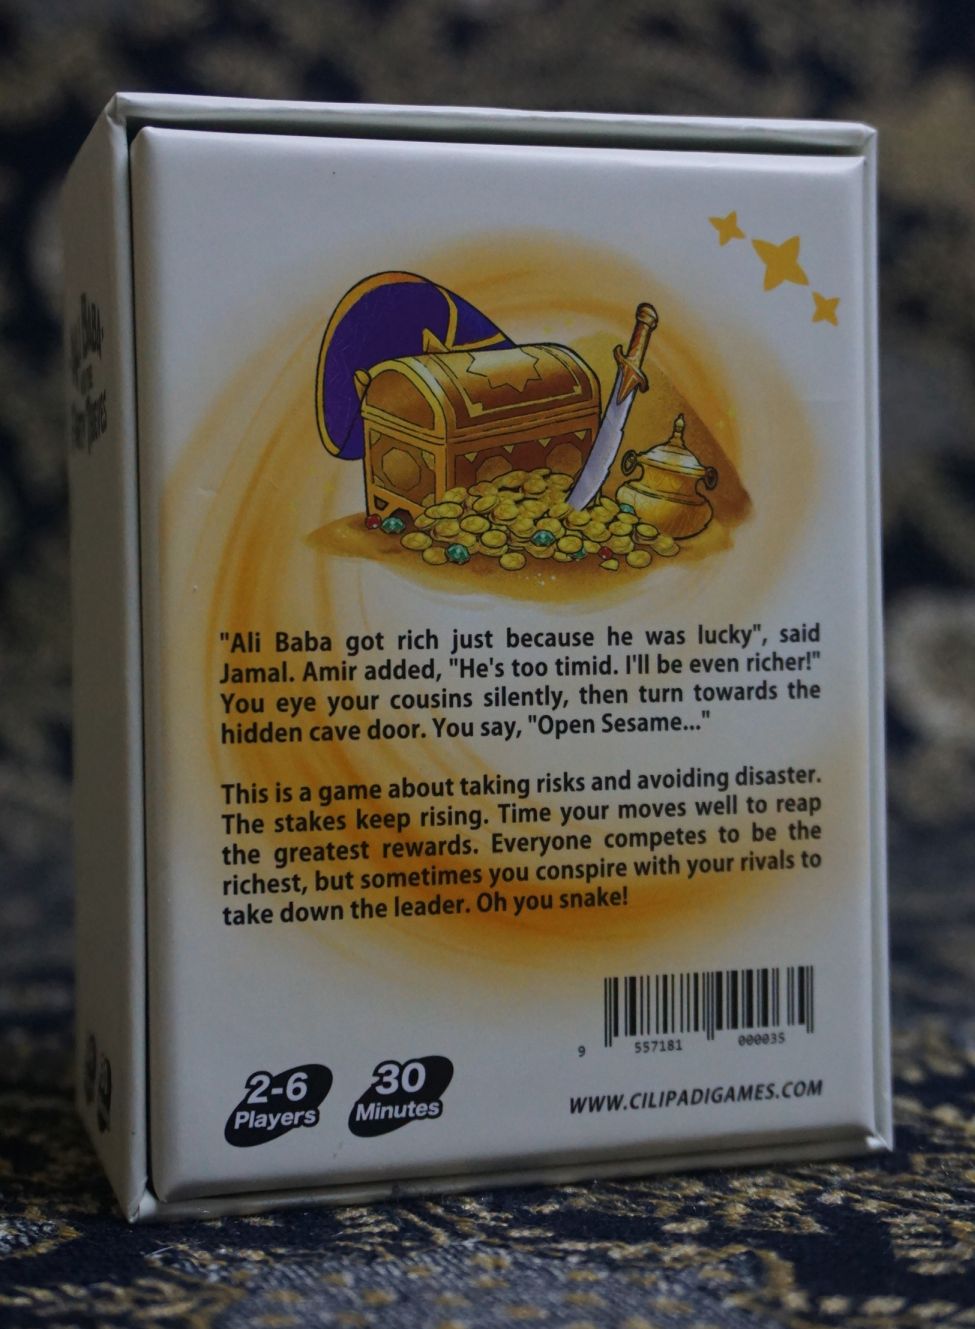 BABA
THIEVES
"Ali Baba got rich just because he was lucky", said
Jamal. Amir added, "He's too timid. I'll be even richer!"
You eye your cousins silently, then turn towards the
hidden cave door. You say, "Open Sesame..."
This is a game about taking risks and avoiding disaster.
The stakes keep rising. Time your moves well to reap
the greatest rewards. Everyone competes to be the
richest, but sometimes you conspire with your rivals to
take down the leader. Oh you snake!
9 557181 000035
2-6
Players
30
Minutes
WWW.CILIPADIGAMES.COM